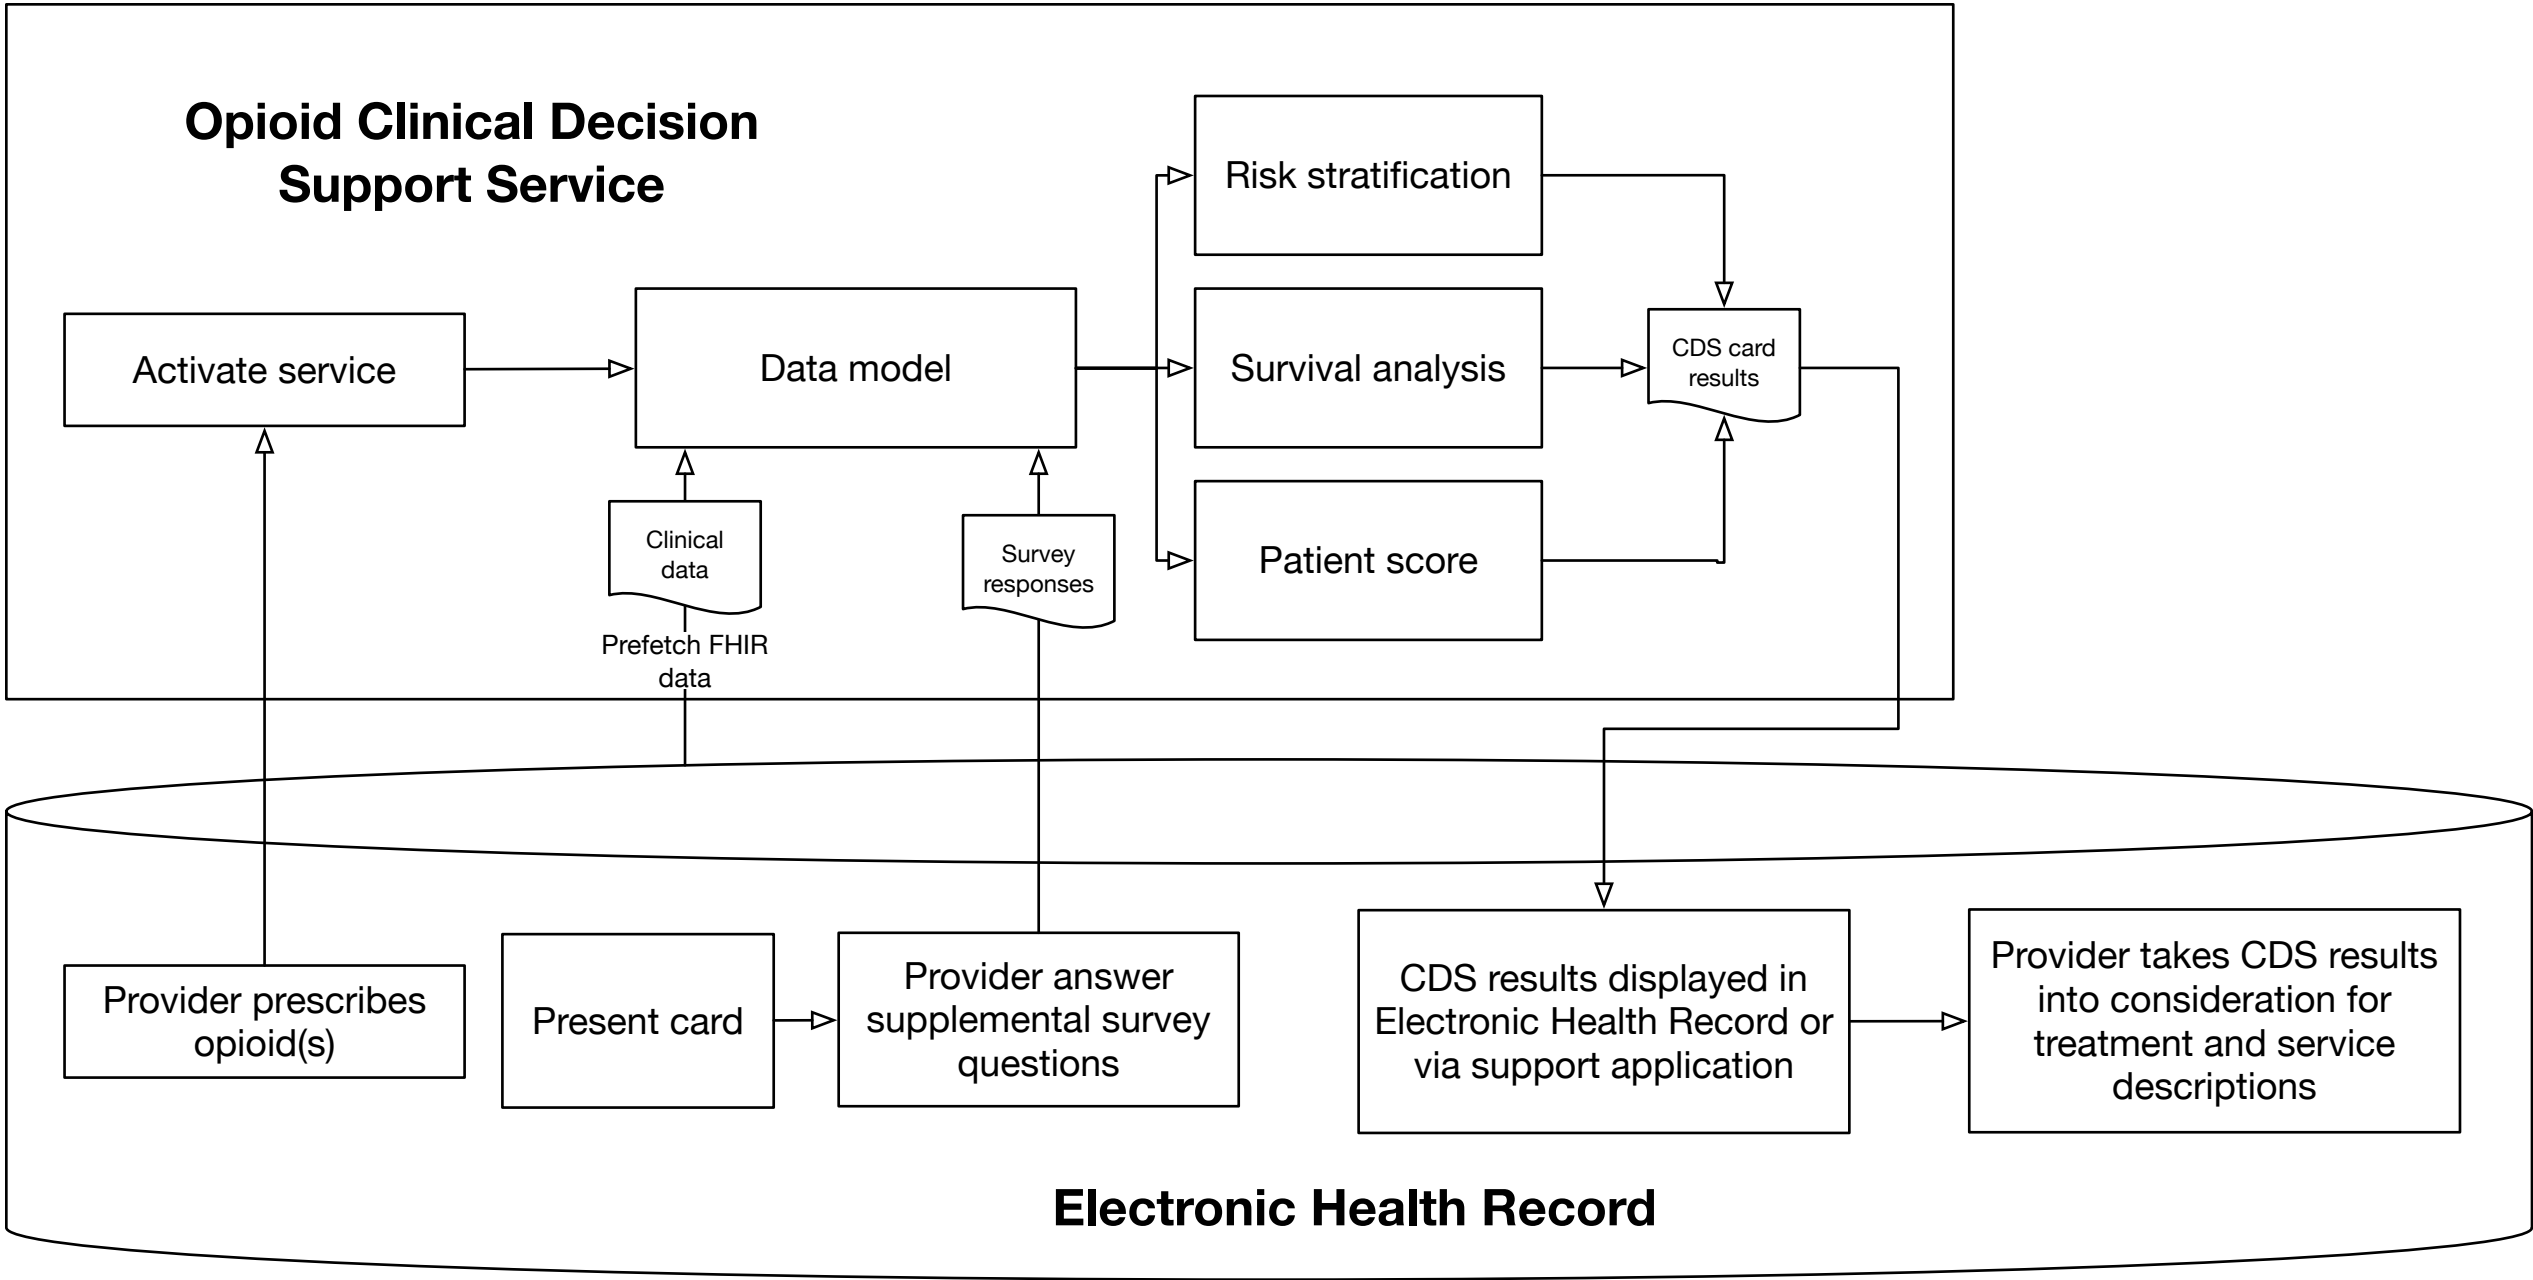 Opioid Clinical Decision
Support Service
Risk stratification
Activate service
Data model
Survival analysis
CDS card
results
Clinical
data
Survey
responses
Patient score
Prefetch FHIR
data
Provider prescribes
opioid(s)
Present card
Provider answer
supplemental survey
questions
CDS results displayed in
Electronic Health Record or
via support application
Provider takes CDS results
into consideration for
treatment and service
descriptions
Electronic Health Record